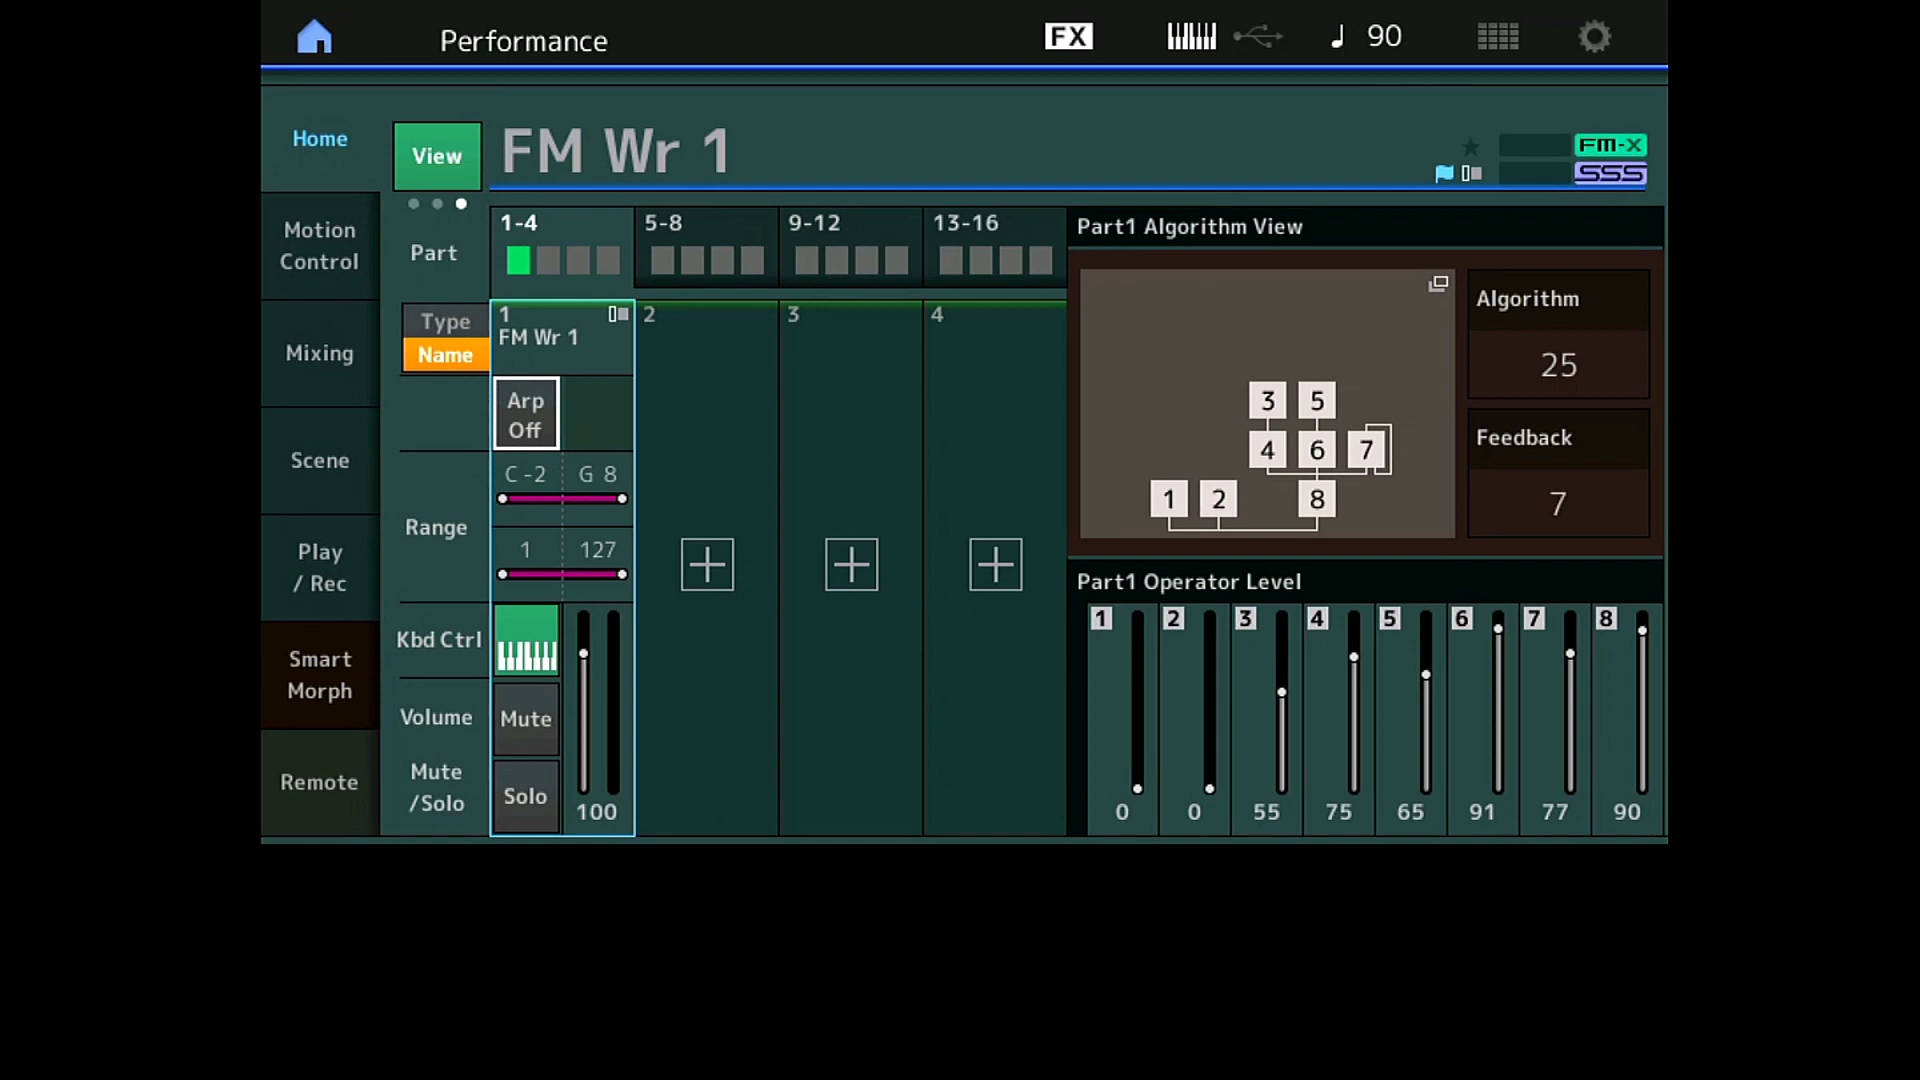 Performance
FX
90
Home
View
FM Wr 1
FM-X
SSS
Motion
Control
Mixing
Scene
Play
/ Rec
Smart
Morph
Remote
Part
1-4
5-8
9-12
13-16
Type
Name
1
FM Wr 1
2
3
4
Arp
Off
Range
C -2
G 8
1
127
Kbd Ctrl
Volume
Mute
/Solo
Mute
Solo
100
Part1 Algorithm View
3
5
4
6
7
1
2
8
Algorithm
25
Feedback
7
Part1 Operator Level
1 2 3 4 5 6 7 8
0 0 55 75 65 91 77 90